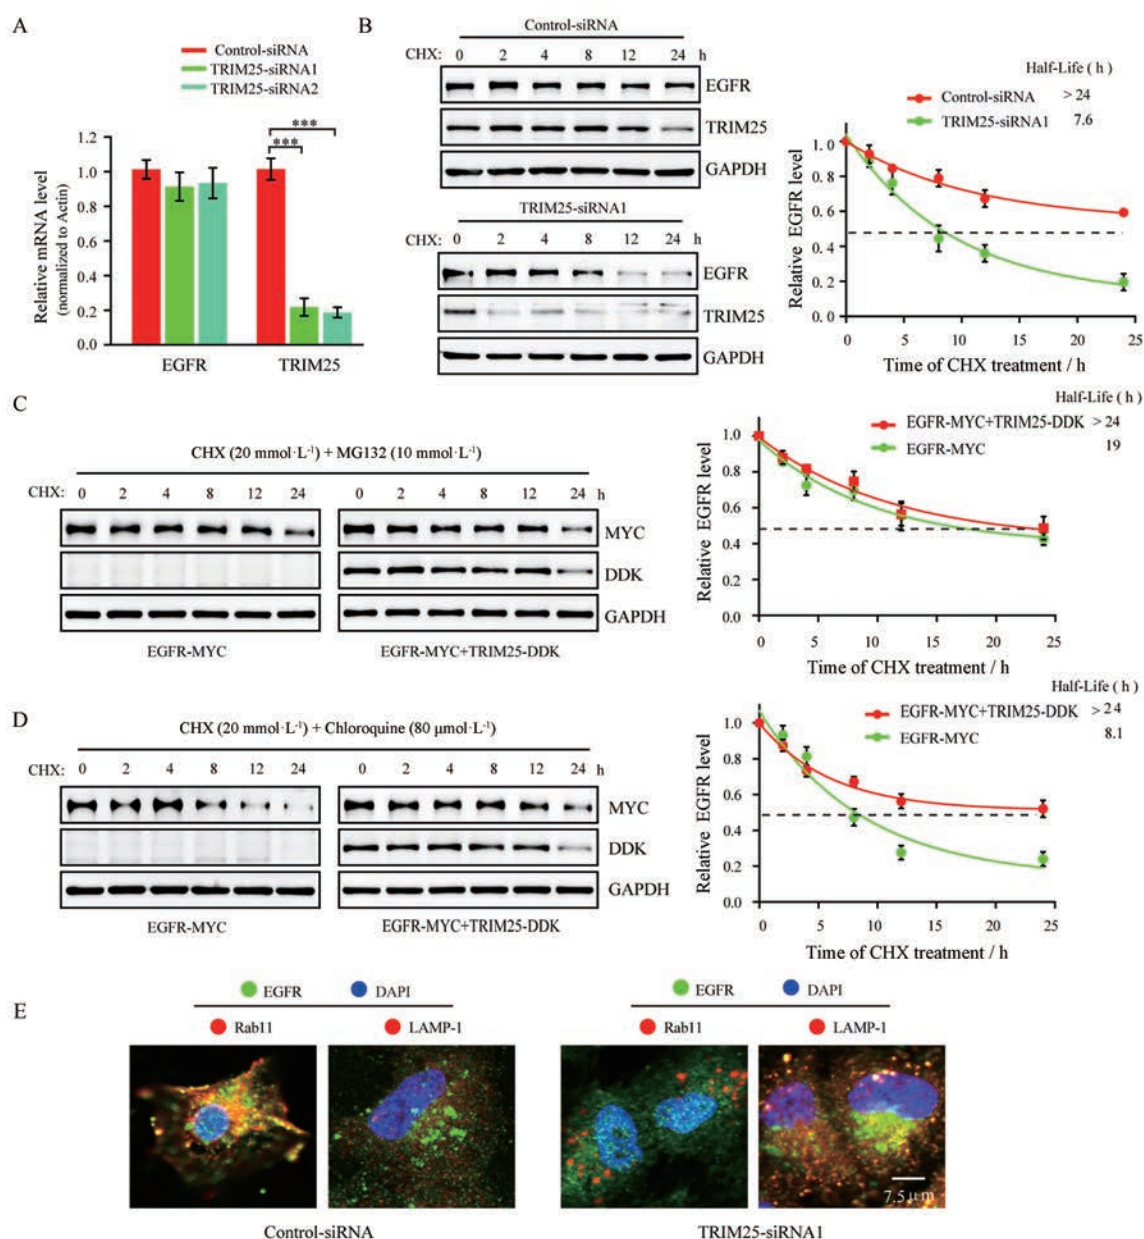 A
Control-siRNA
TRIM25-siRNA1
TRIM25-siRNA2
***
***
1.2
1.0
0.8
0.6
0.4
0.2
0.0
Relative mRNA level
(normalized to Actin)
EGFR TRIM25
B
Control-siRNA
CHX: 0 2 4 8 12 24 h
EGFR
TRIM25
GAPDH
TRIM25-siRNA1
CHX: 0 2 4 8 12 24 h
EGFR
TRIM25
GAPDH
Half-Life ( h )
Control-siRNA > 24
TRIM25-siRNA1 7.6
1. 0
0.8
0.6
0.4
0.2
0. 0
Relative EGFR level
0 5 10 15 20 25
Time of CHX treatment / h
C
CHX (20 mmol·L-1) + MG132 (10 mmol·L-1)
CHX: 0 2 4 8 12 24 0 2 4 8 12 24 h
MYC
DDK
GAPDH
EGFR-MYC EGFR-MYC+TRIM25-DDK
Half-Life ( h )
EGFR-MYC+TRIM25-DDK > 24
EGFR-MYC 19
1.0
0.8
0.6
0.4
0.2
0.0
Relative EGFR level
0 5 10 15 20 25
Time of CHX treatment / h
D
CHX (20 mmol·L-1) + Chloroquine (80 μmol·L-1)
CHX: 0 2 4 8 12 24 0 2 4 8 12 24 h
MYC
DDK
GAPDH
EGFR-MYC EGFR-MYC+TRIM25-DDK
Half-Life ( h )
EGFR-MYC+TRIM25-DDK > 24
EGFR-MYC 8.1
1.0
0.8
0.6
0.4
0.2
0.0
Relative EGFR level
0 5 10 15 20 25
Time of CHX treatment / h
E
EGFR DAPI EGFR DAPI
Rab11 LAMP-1 Rab11 LAMP-1
7.5 μm
Control-siRNA TRIM25-siRNA1